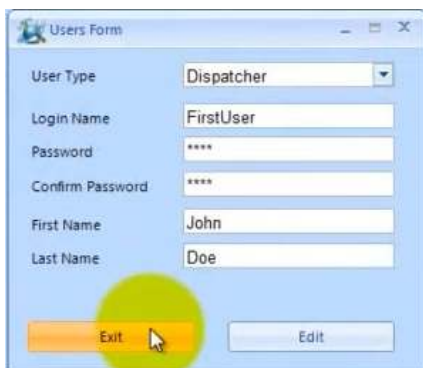 Users Form
User Type Dispatcher
Login Name FirstUser
Password ****
Confirm Password ****
First Name John
Last Name Doe
Exit Edit